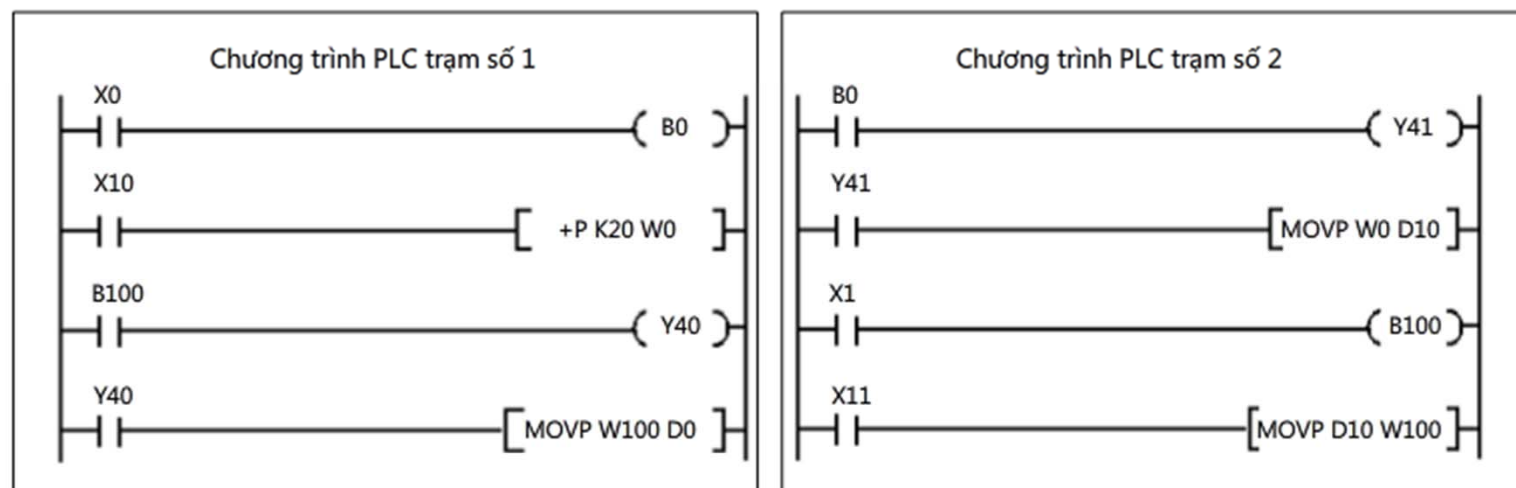 Chương trình PLC trạm số 1
X0
B0
X10
+P K20 W0
B100
Y40
Y40
MOVP W100 D0
Chương trình PLC trạm số 2
B0
Y41
Y41
MOVP W0 D10
X1
B100
X11
MOVP D10 W100